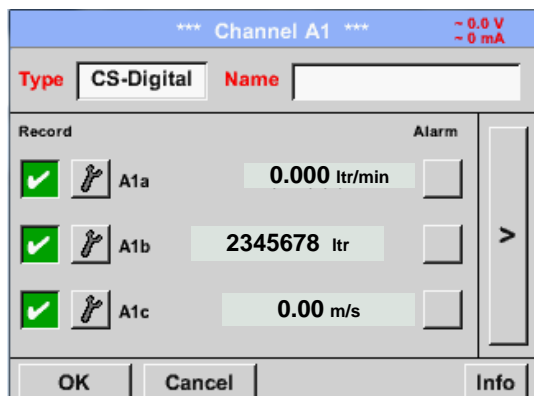 *** Channel A1 ***
~ 0.0 V
~ 0 mA
Type CS-Digital Name
Record Alarm
A1a 0.000 ltr/min
A1b 2345678 ltr
>
A1c 0.00 m/s
OK Cancel Info